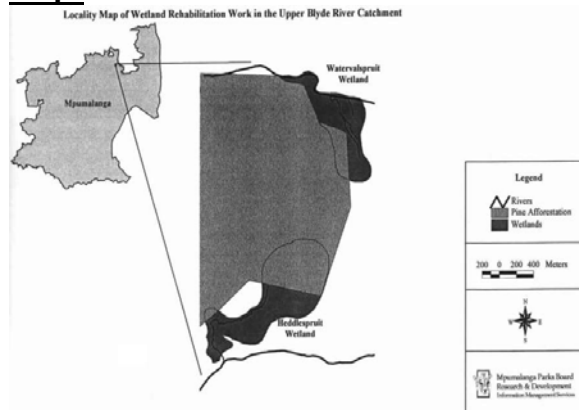 Locality Map of Wetland Rehabilitation Work in the Upper Blyde River Catchment
Mpumalanga
Watervalspruit
Wetland
Heddlespruit
Wetland
Legend
Rivers
Pine Afforestation
Wetlands
200 0 200 400 Meters
N
W E
S
Mpumalanga Parks Board
Research & Development
Information Management Services